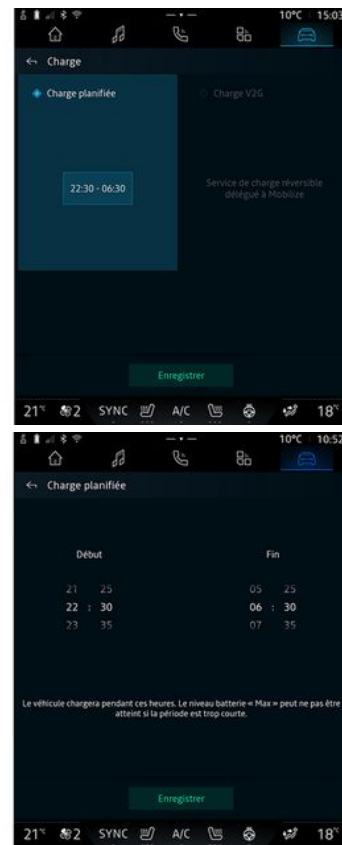 10°C 15:03
Charge
Charge planifiée
Charge V2G
22:30 - 06:30
Service de charge réversible
délégué à Mobilize
Enregistrer
21°C 2 SYNC A/C 18°C
10°C 10:52
Charge planifiée
Début Fin
21 25 05 25
22 : 30 06 : 30
23 35 07 35
Le véhicule chargera pendant ces heures. Le niveau batterie « Max » peut ne pas être
atteint si la période est trop courte.
Enregistrer
21°C 2 SYNC A/C 18°C